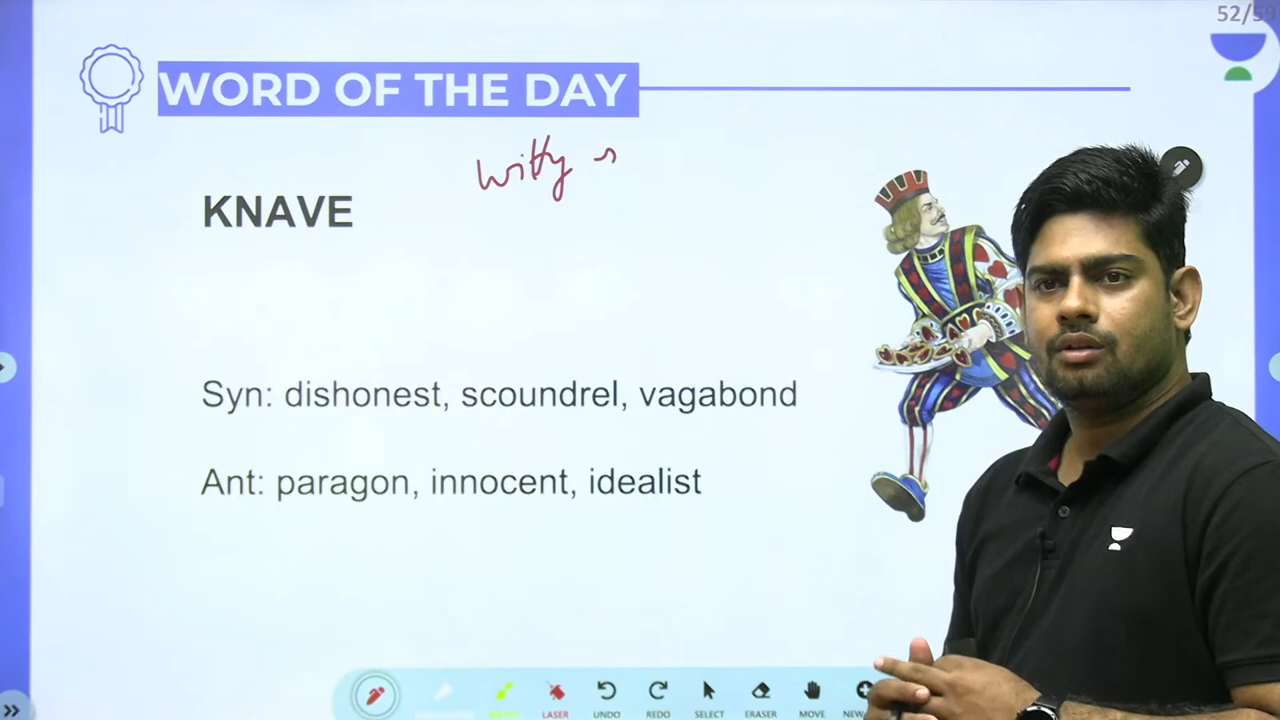 52/59
WORD OF THE DAY
witty
KNAVE
Syn: dishonest, scoundrel, vagabond
Ant: paragon, innocent, idealist
LASER
UNDO
REDO
SELECT
ERASER
MOVE
NEW